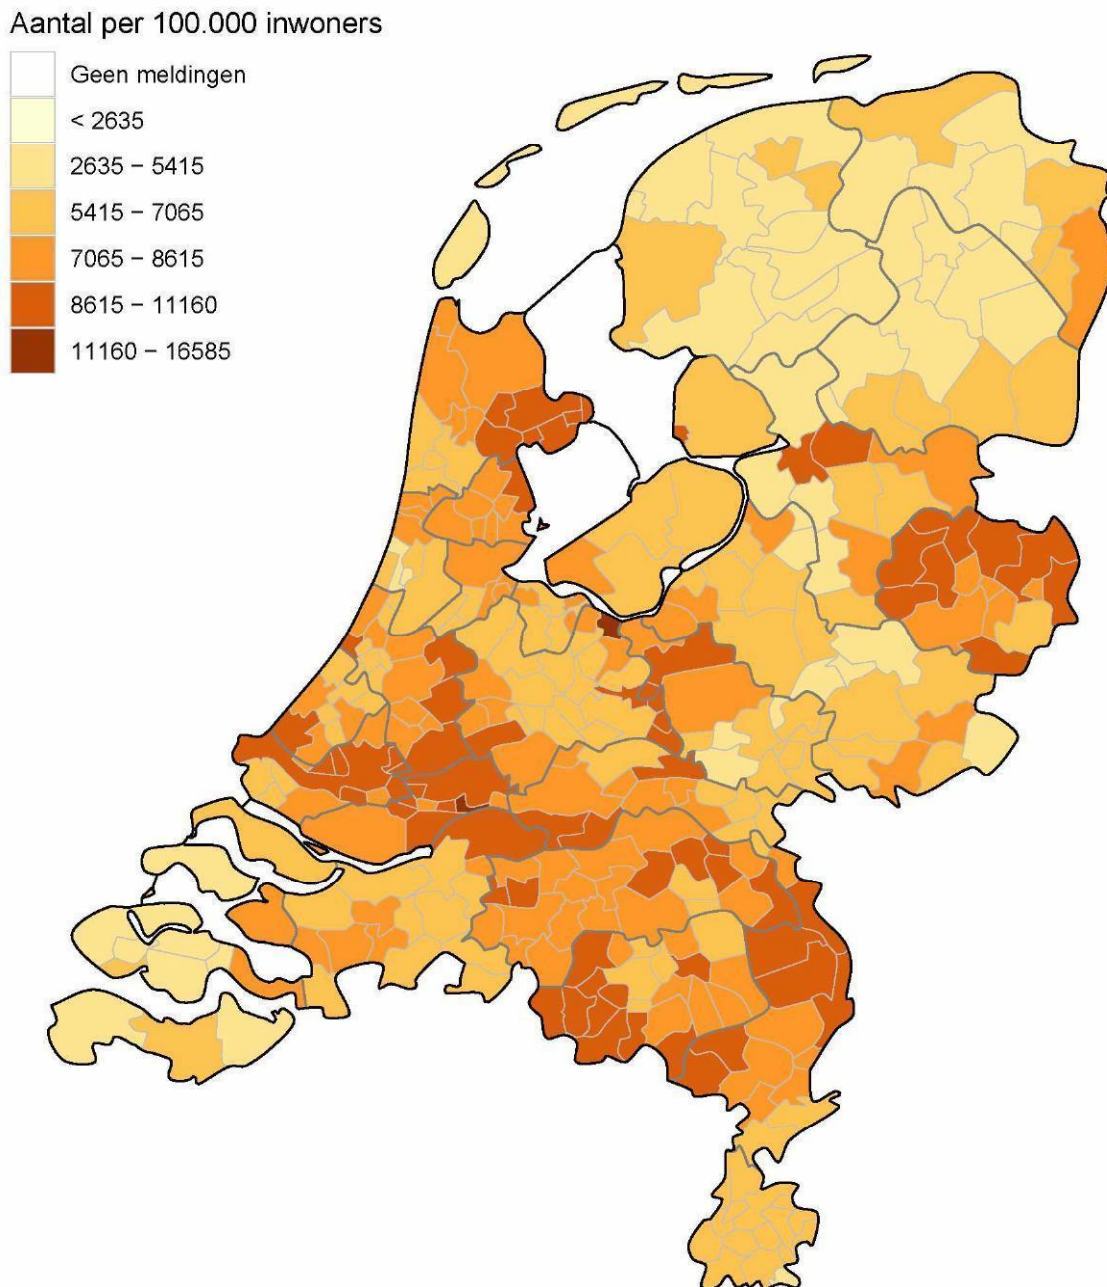 Aantal per 100.000 inwoners
Geen meldingen
< 2635
2635 − 5415
5415 − 7065
7065 − 8615
8615 − 11160
11160 − 16585